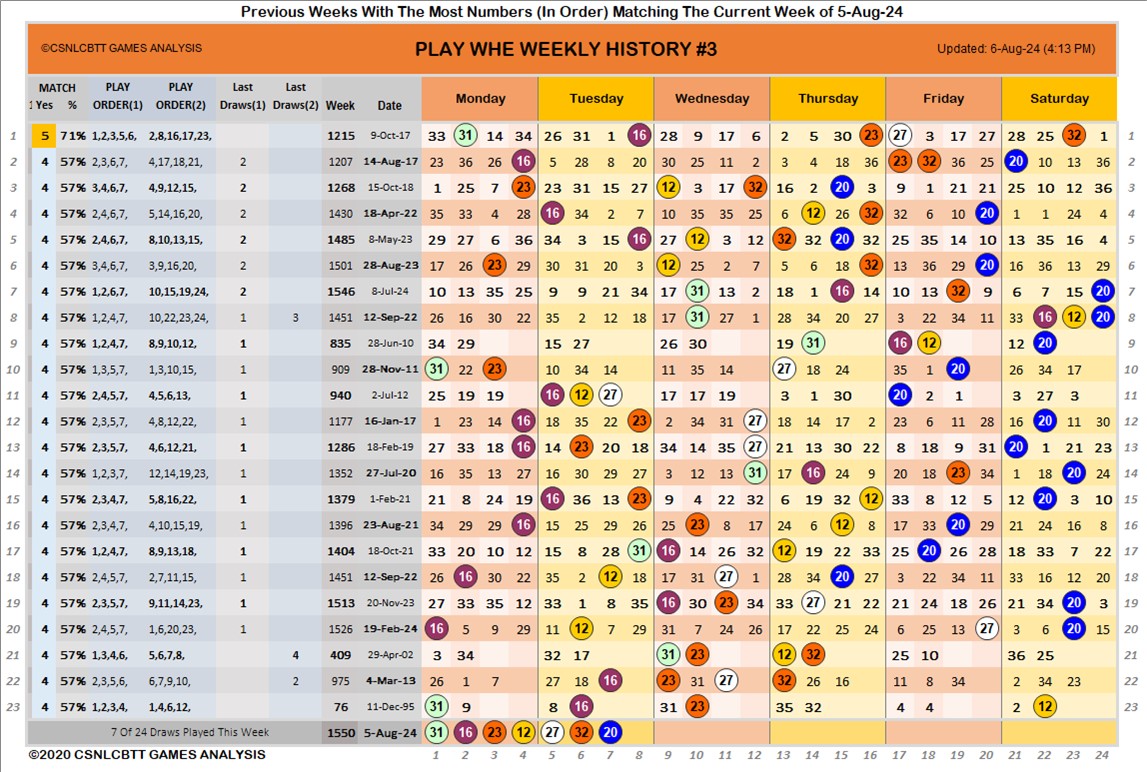 Previous Weeks With The Most Numbers (In Order) Matching The Current Week of 5-Aug-24
©CSNLCBTT GAMES ANALYSIS PLAY WHE WEEKLY HISTORY #3 Updated: 6-Aug-24 (4:13 PM)
MATCH PLAY PLAY Last Last
1 Yes % ORDER(1) ORDER(2) Draws(1) Draws(2) Week Date Monday Tuesday Wednesday Thursday Friday Saturday
1 5 71% 1,2,3,5,6, 2,8,16,17,23, 1215 9-Oct-17 33 31 14 34 26 31 1 16 28 9 17 6 2 5 30 23 27 3 17 27 28 25 32 1 1
2 4 57% 2,3,6,7, 4,17,18,21, 2 1207 14-Aug-17 23 36 26 16 5 28 8 20 30 25 11 2 3 4 18 36 23 32 36 25 20 10 13 36 2
3 4 57% 3,4,6,7, 4,9,12,15, 2 1268 15-Oct-18 1 25 7 23 23 31 15 27 12 3 17 32 16 2 20 3 9 1 21 21 25 10 12 36 3
4 4 57% 2,4,6,7, 5,14,16,20, 2 1430 18-Apr-22 35 33 4 28 16 34 2 7 10 35 35 25 6 12 26 32 32 6 10 20 1 1 24 4 4
5 4 57% 2,4,6,7, 8,10,13,15, 2 1485 8-May-23 29 27 6 36 34 3 15 16 27 12 3 12 32 32 20 32 25 35 14 10 13 35 16 4 5
6 4 57% 3,4,6,7, 3,9,16,20, 2 1501 28-Aug-23 17 26 23 29 30 31 20 3 12 25 2 7 5 6 18 32 13 36 29 20 16 36 13 29 6
7 4 57% 1,2,6,7, 10,15,19,24, 2 1546 8-Jul-24 10 13 35 25 9 9 21 34 17 31 13 2 18 1 16 14 10 13 32 9 6 7 15 20 7
8 4 57% 1,2,4,7, 10,22,23,24, 1 3 1451 12-Sep-22 26 16 30 22 35 2 12 18 17 31 27 1 28 34 20 27 3 22 34 11 33 16 12 20 8
9 4 57% 1,2,4,7, 8,9,10,12, 1 835 28-Jun-10 34 29 15 27 26 30 14 31 16 12 12 20 9
10 4 57% 1,3,5,7, 1,3,10,15, 1 909 28-Nov-11 31 22 23 10 34 14 11 35 14 27 18 24 35 1 20 26 34 17 10
11 4 57% 2,4,5,7, 4,5,6,13, 1 940 2-Jul-12 25 19 19 16 12 27 17 17 19 3 1 30 20 2 1 3 27 3 11
12 4 57% 2,3,5,7, 4,8,12,22, 1 1177 16-Jan-17 1 23 14 16 18 35 22 23 2 34 31 27 18 14 17 2 23 6 11 28 16 20 11 30 12
13 4 57% 2,3,5,7, 4,6,12,21, 1 1286 18-Feb-19 27 33 18 16 14 23 20 18 34 14 35 27 21 13 30 22 8 18 9 31 20 1 21 23 13
14 4 57% 1,2,3,7, 12,14,19,23, 1 1352 27-Jul-20 16 35 13 27 16 30 29 27 3 12 13 31 17 16 24 9 20 18 23 34 1 18 20 24 14
15 4 57% 2,3,4,7, 5,8,16,22, 1 1379 1-Feb-21 21 8 24 19 16 36 13 23 9 4 22 32 6 19 32 12 33 8 12 5 12 20 3 10 15
16 4 57% 2,3,4,7, 4,10,15,19, 1 1396 23-Aug-21 34 29 29 16 15 25 29 26 25 23 8 17 24 6 12 8 17 33 20 29 21 24 16 8 16
17 4 57% 1,2,4,7, 8,9,13,18, 1 1404 18-Oct-21 33 20 10 12 15 8 28 31 16 14 26 32 12 19 22 33 25 20 26 28 18 33 7 22 17
18 4 57% 2,4,5,7, 2,7,11,15, 1 1451 12-Sep-22 26 16 30 22 35 2 12 18 17 31 27 1 28 34 20 27 3 22 34 11 33 16 12 20 18
19 4 57% 2,3,5,7, 9,11,14,23, 1 1513 20-Nov-23 27 33 35 12 33 1 8 35 16 30 23 34 33 27 21 22 21 24 18 26 21 34 20 3 19
20 4 57% 2,4,5,7, 1,6,20,23, 1 1526 19-Feb-24 16 5 9 29 11 12 7 29 31 7 24 26 17 22 25 24 6 25 13 27 3 6 20 15 20
21 4 57% 1,3,4,6, 5,6,7,8, 4 409 29-Apr-02 3 34 32 17 31 23 12 32 25 10 36 25 21
22 4 57% 2,3,5,6, 6,7,9,10, 2 975 4-Mar-13 26 1 7 27 18 16 23 31 27 32 26 16 11 8 34 2 34 23 22
23 4 57% 1,2,3,4, 1,4,6,12, 76 11-Dec-95 31 9 8 16 31 23 35 32 4 4 2 12 23
7 Of 24 Draws Played This Week 1550 5-Aug-24 31 16 23 12 27 32 20
©2020 CSNLCBTT GAMES ANALYSIS 1 2 3 4 5 6 7 8 9 10 11 12 13 14 15 16 17 18 19 20 21 22 23 24